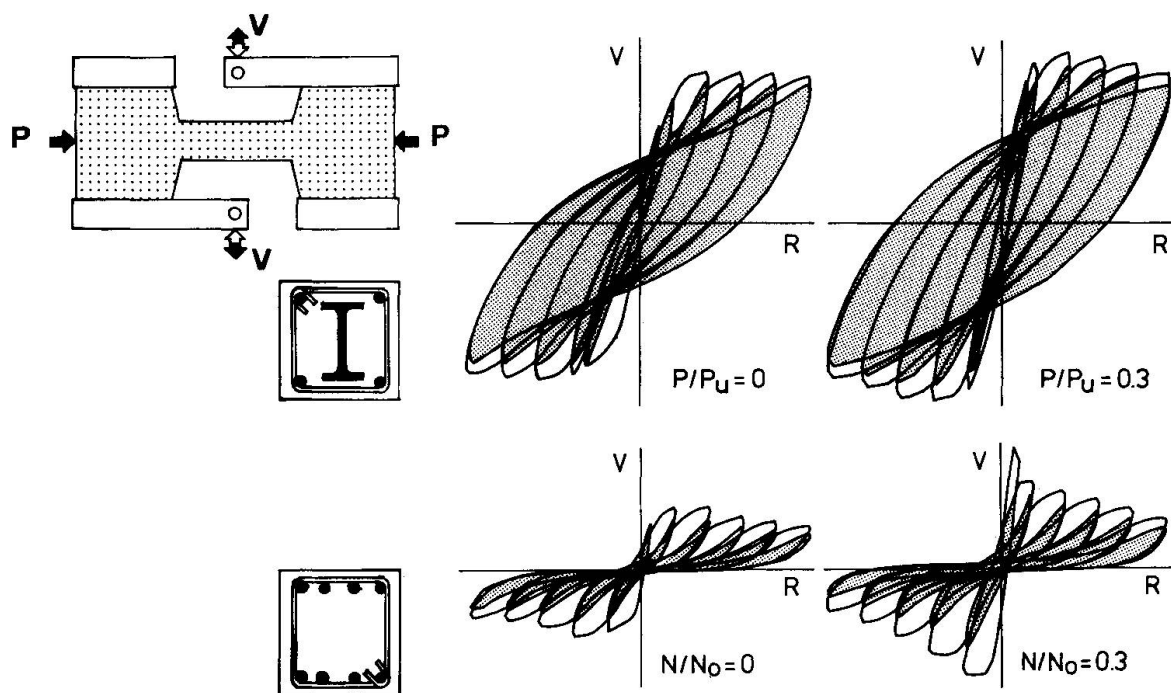 V
P
P
V
V
R
P/Pu = 0
V
R
P/Pu = 0.3
V
R
N/No = 0
V
R
N/No = 0.3